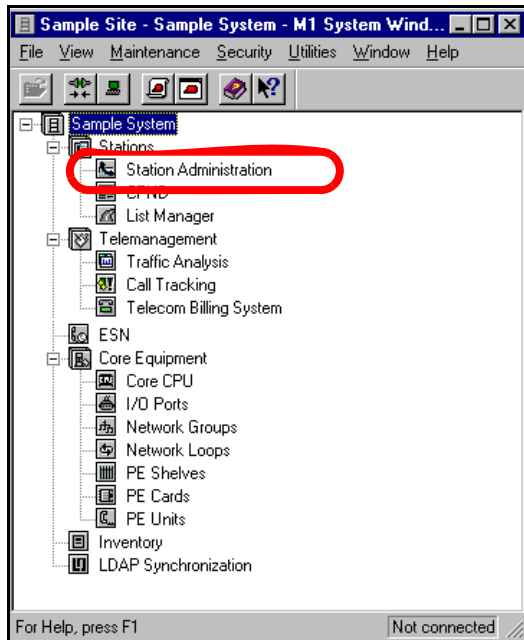 Sample Site - Sample System - M1 System Wind...
File View Maintenance Security Utilities Window Help
Sample System
Stations
Station Administration
CPND
List Manager
Telemanagement
Traffic Analysis
Call Tracking
Telecom Billing System
ESN
Core Equipment
Core CPU
I/O Ports
Network Groups
Network Loops
PE Shelves
PE Cards
PE Units
Inventory
LDAP Synchronization
For Help, press F1 Not connected